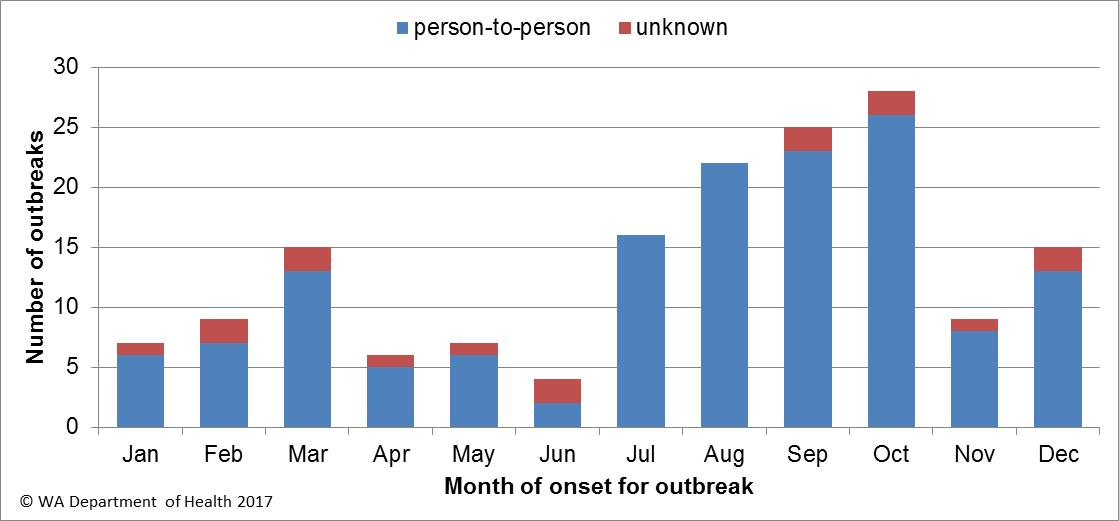 person-to-person unknown
30
25
20
15
10
5
0
Number of outbreaks
Jan Feb Mar Apr May Jun Jul Aug Sep Oct Nov Dec
Month of onset for outbreak
© WA Department of Health 2017